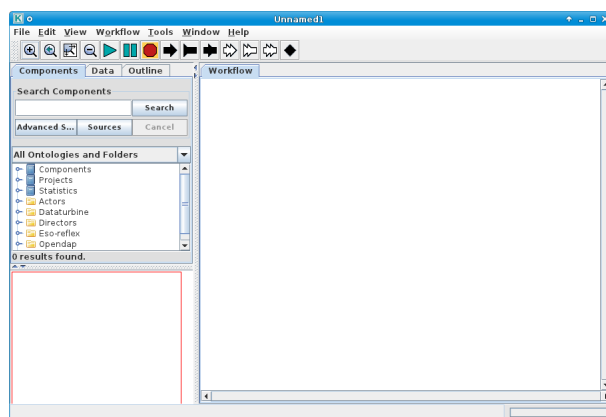 Unnamed1
File Edit View Workflow Tools Window Help
Components Data Outline
Workflow
Search Components
Search
Advanced S... Sources Cancel
All Ontologies and Folders
Components
Projects
Statistics
Actors
Dataturbine
Directors
Eso-reflex
Opendap
0 results found.